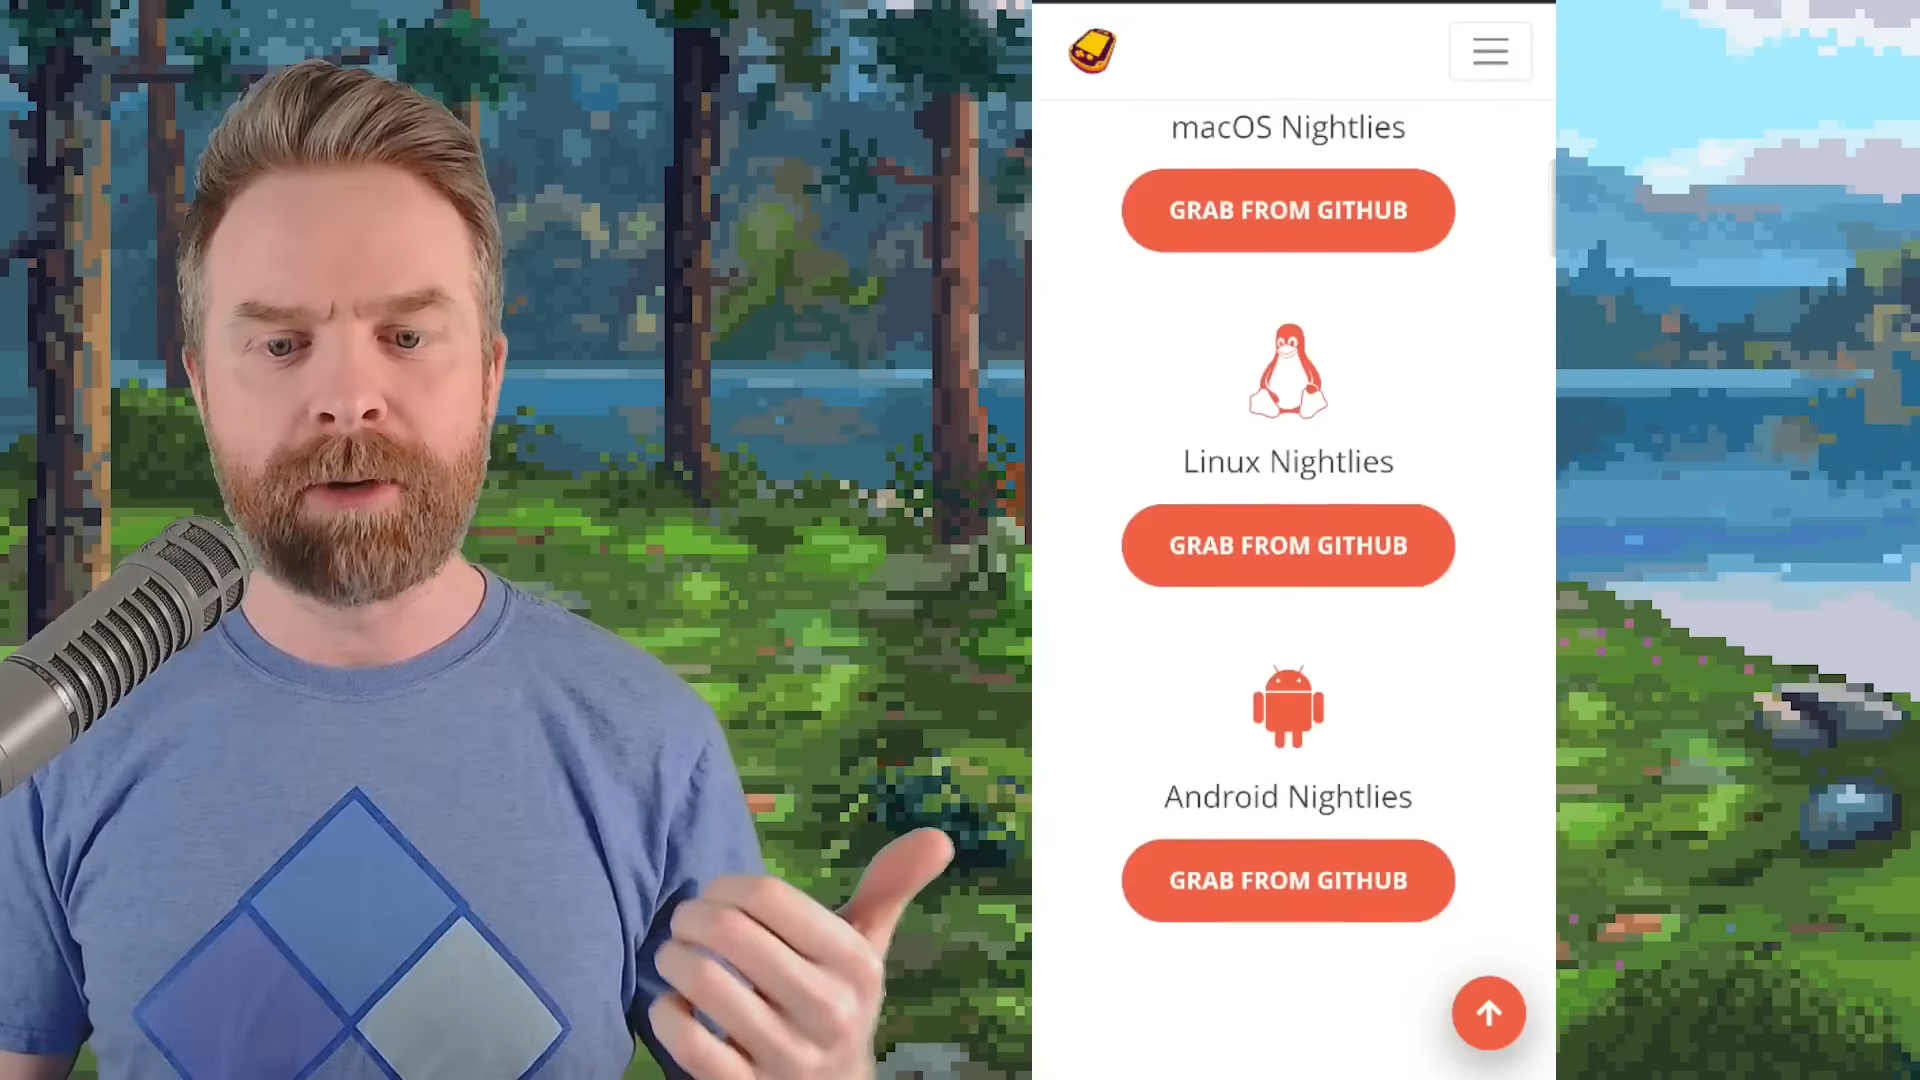 macOS Nightlies
GRAB FROM GITHUB
Linux Nightlies
GRAB FROM GITHUB
Android Nightlies
GRAB FROM GITHUB